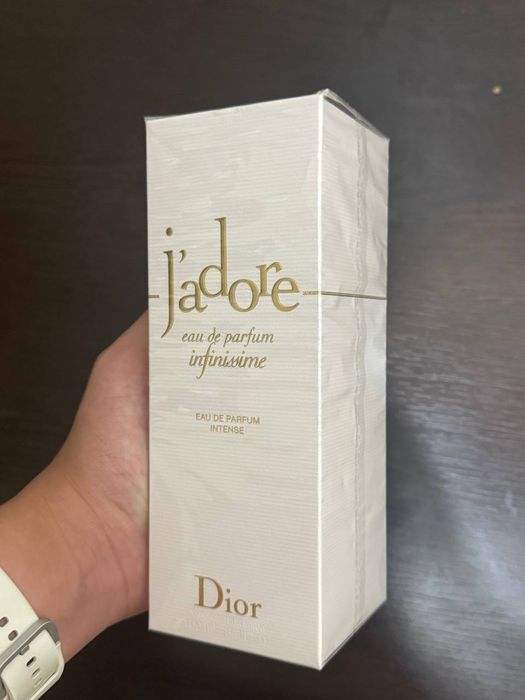 j'adore
eau de parfum
infinissime
EAU DE PARFUM
INTENSE
Dior